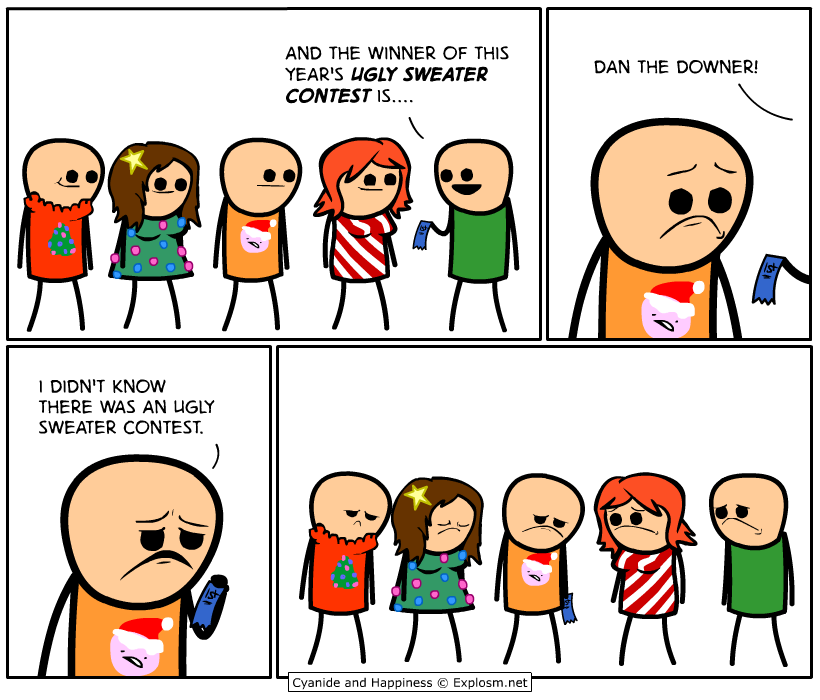 AND THE WINNER OF THIS
YEAR'S UGLY SWEATER
CONTEST IS....
1st
DAN THE DOWNER!
1st
I DIDN'T KNOW
THERE WAS AN UGLY
SWEATER CONTEST.
1st
1st
Cyanide and Happiness © Explosm.net